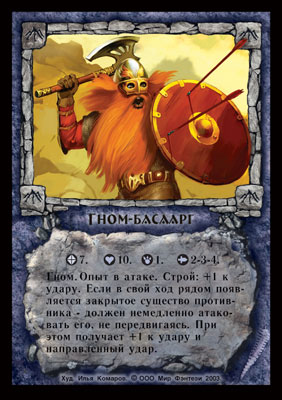 ГНОМ-БАСААРГ
7. 10. 1. 2-3-4.
Гном.Опыт в атаке. Строй: +1 к
удару. Если в свой ход рядом появ-
ляется закрытое существо против-
ника - должен немедленно атако-
вать его, не передвигаясь. При
этом получает +1 к удару и
направленный удар.
Худ. Илья Комаров. © ООО Мир Фэнтези 2003